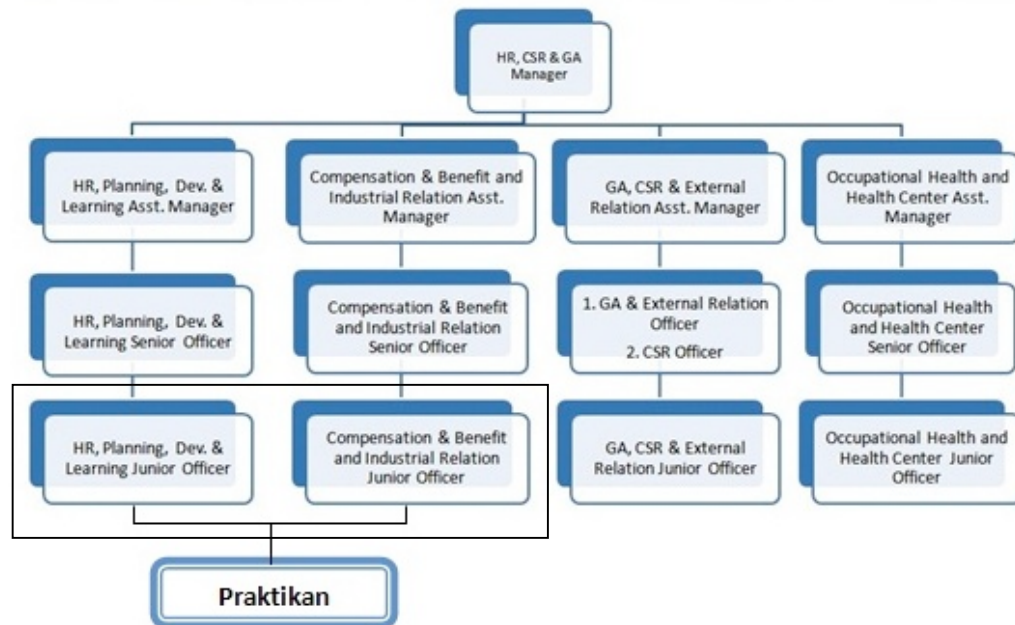 HR, CSR & GA
Manager
HR, Planning, Dev. &
Learning Asst. Manager
Compensation & Benefit and
Industrial Relation Asst.
Manager
GA, CSR & External
Relation Asst. Manager
Occupational Health and
Health Center Asst.
Manager
HR, Planning, Dev. &
Learning Senior Officer
Compensation & Benefit
and Industrial Relation
Senior Officer
1. GA & External Relation
Officer
2. CSR Officer
Occupational Health
and Health Center
Senior Officer
HR, Planning, Dev. &
Learning Junior Officer
Compensation & Benefit
and Industrial Relation
Junior Officer
GA, CSR & External
Relation Junior Officer
Occupational Health and
Health Center Junior
Officer
Praktikan